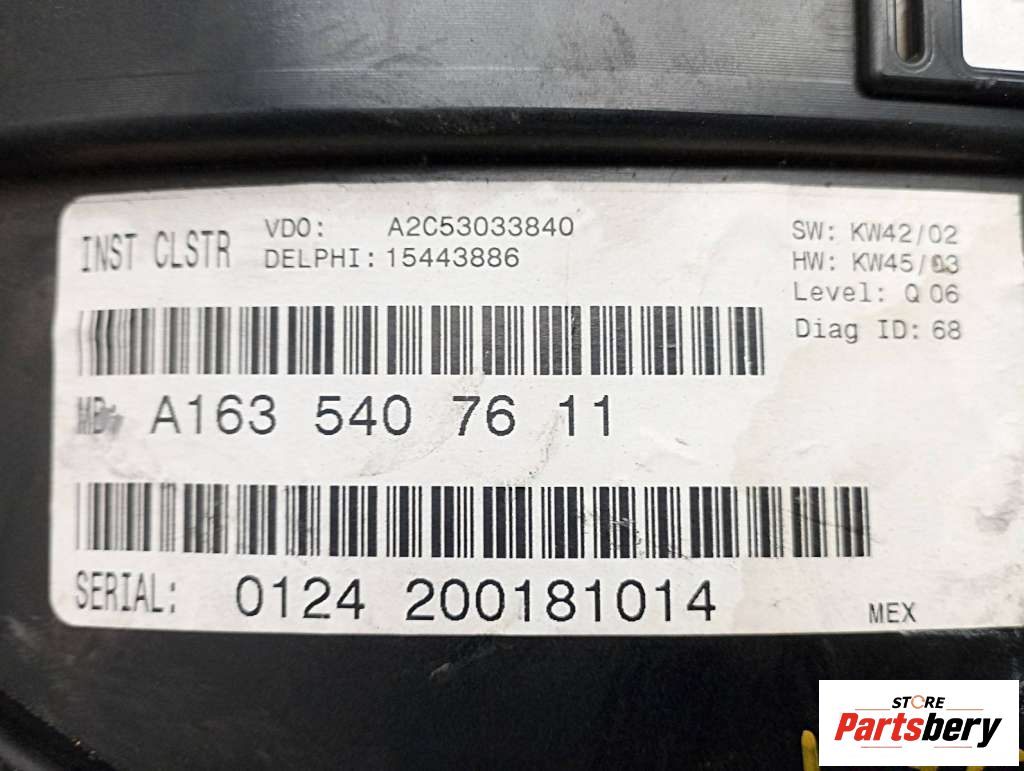 INST CLSTR
VDO: A2C53033840
DELPHI: 15443886
SW: KW42/02
HW: KW45/03
Level: Q 06
Diag ID: 68
MB: A163 540 76 11
SERIAL: 0124 200181014
MEX
STORE
Partsbery